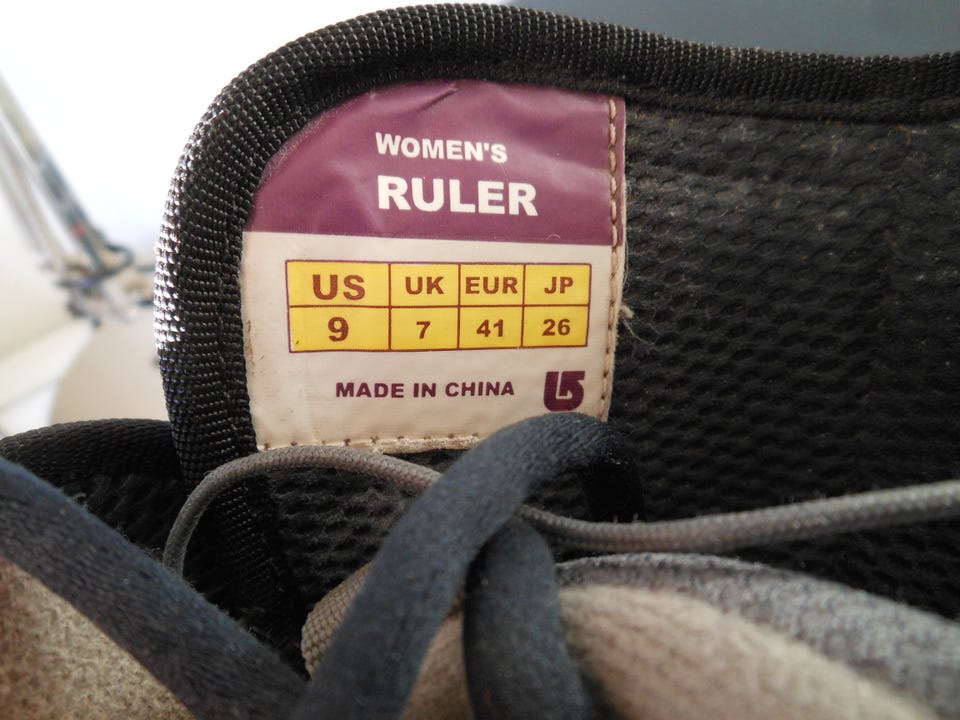 WOMEN'S
RULER
US UK EUR JP
9 7 41 26
MADE IN CHINA